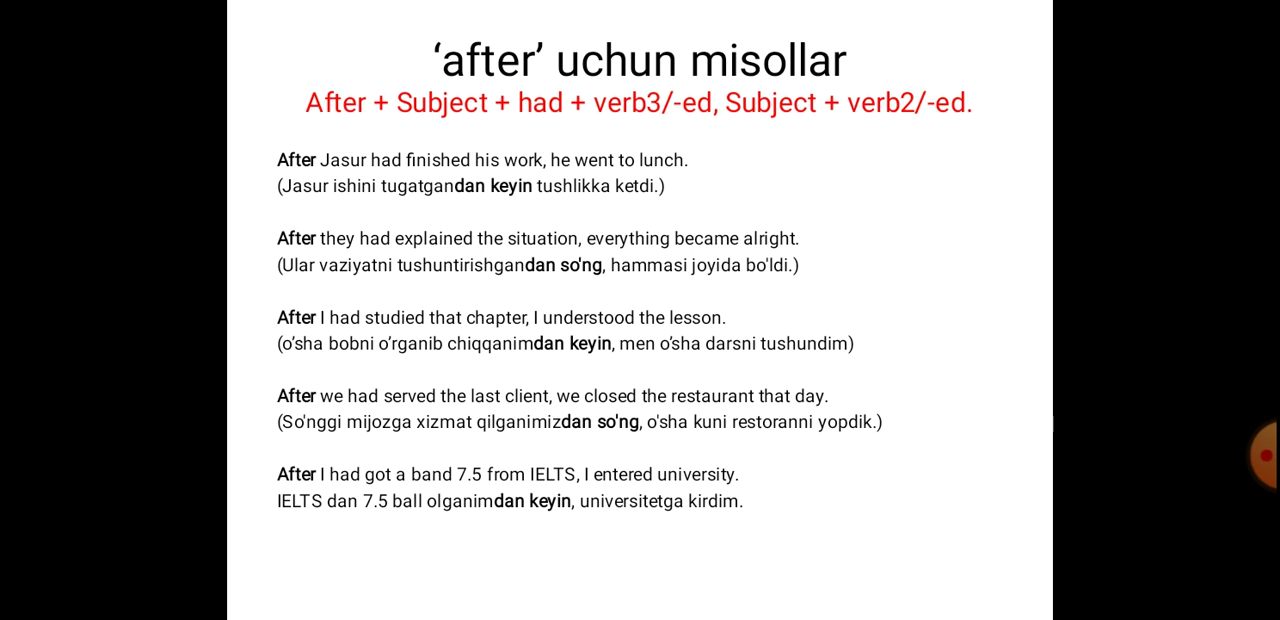 ‘after’ uchun misollar
After + Subject + had + verb3/-ed, Subject + verb2/-ed.
After Jasur had finished his work, he went to lunch.
(Jasur ishini tugatgandan keyin tushlikka ketdi.)
After they had explained the situation, everything became alright.
(Ular vaziyatni tushuntirishgandan so'ng, hammasi joyida bo'ldi.)
After I had studied that chapter, I understood the lesson.
(o’sha bobni o’rganib chiqqanimdan keyin, men o’sha darsni tushundim)
After we had served the last client, we closed the restaurant that day.
(So'nggi mijozga xizmat qilganimizdan so'ng, o'sha kuni restoranni yopdik.)
After I had got a band 7.5 from IELTS, I entered university.
IELTS dan 7.5 ball olganimdan keyin, universitetga kirdim.